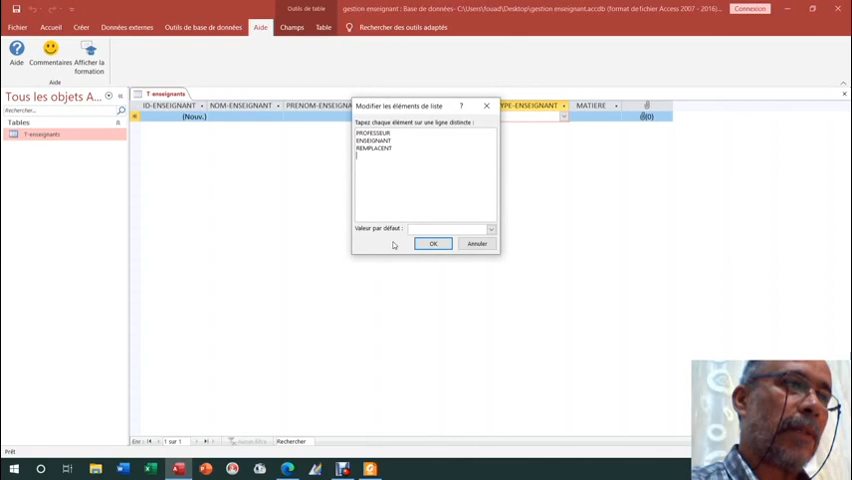 Outils de table
gestion enseignant : Base de données- C:\Users\fouad\Desktop\gestion enseignant.accdb (format de fichier Access 2007 - 2016)
Connexion
Fichier Accueil Créer Données externes Outils de base de données Aide Champs Table Rechercher des outils adaptés
Aide Commentaires Afficher la
formation
Aide
Tous les objets A...
Rechercher...
Tables
T-enseignants
T-enseignants
ID-ENSEIGNANT NOM-ENSEIGNANT PRENOM-ENSEIGNA YPE-ENSEIGNANT MATIERE
(Nouv.) (0)
Modifier les éléments de liste ?
Tapez chaque élément sur une ligne distincte :
PROFESSEUR
ENSEIGNANT
REMPLACENT
Valeur par défaut :
OK Annuler
Enr : 1 sur 1 Aucun filtre Rechercher
Prêt